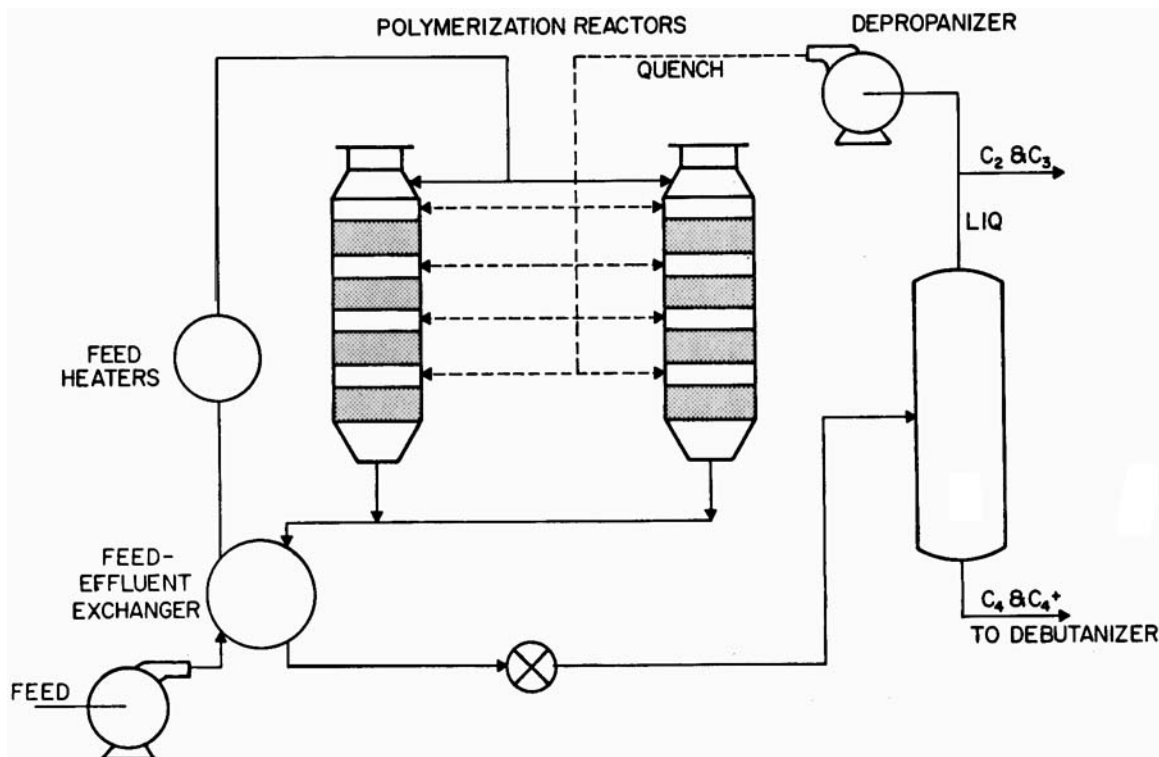 POLYMERIZATION REACTORS
DEPROPANIZER
QUENCH
C₂ & C₃
LIQ
FEED
HEATERS
FEED-
EFFLUENT
EXCHANGER
C₄ & C₄⁺
TO DEBUTANIZER
FEED